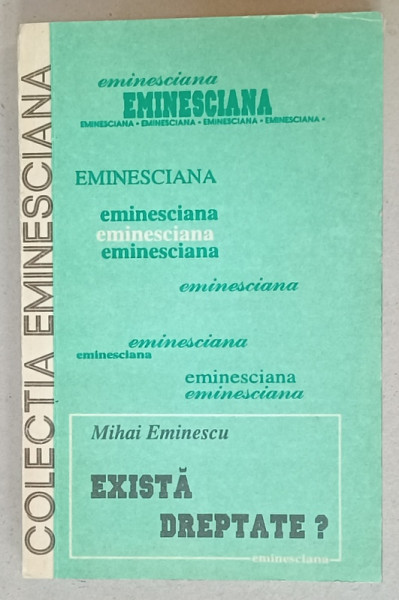 COLECTIA EMINESCIANA
eminesciana
EMINESCIANA
EMINESCIANA • EMINESCIANA • EMINESCIANA • EMINESCIANA •
EMINESCIANA
eminesciana
eminesciana
eminesciana
eminesciana
eminesciana
eminesciana
eminesciana
eminesciana
Mihai Eminescu
EXISTĂ
DREPTATE ?
eminesciana